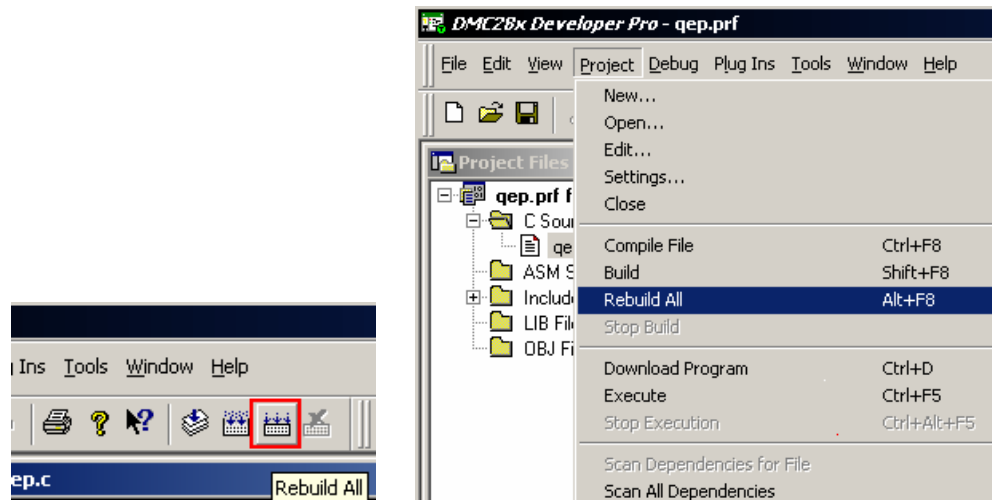 Ins Tools Window Help
ep.c
Rebuild All
DMC28x Developer Pro - qep.prf
File Edit View Project Debug Plug Ins Tools Window Help
New...
Open...
Edit...
Settings...
Close
Compile File Ctrl+F8
Build Shift+F8
Rebuild All Alt+F8
Stop Build
Download Program Ctrl+D
Execute Ctrl+F5
Stop Execution Ctrl+Alt+F5
Scan Dependencies for File
Scan All Dependencies
Project Files
qep.prf f
C Sour
qe
ASM S
Includ
LIB File
OBJ Fi